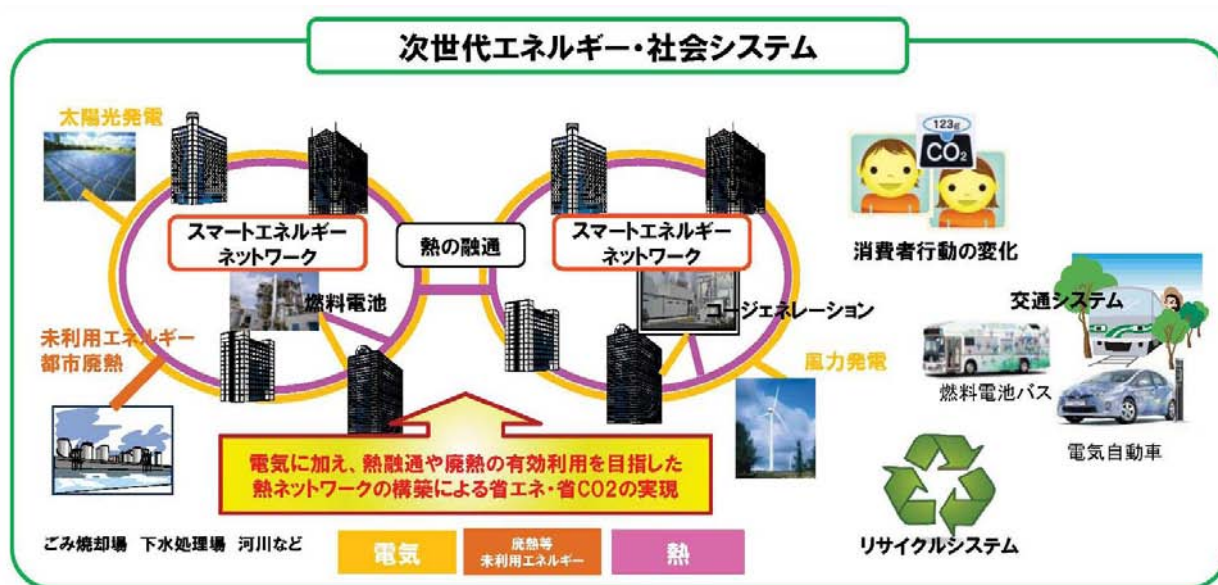 次世代エネルギー・社会システム
太陽光発電
スマートエネルギー
ネットワーク
熱の融通
スマートエネルギー
ネットワーク
燃料電池
コージェネレーション
未利用エネルギー
都市廃熱
風力発電
電気に加え、熱融通や廃熱の有効利用を目指した
熱ネットワークの構築による省エネ・省CO2の実現
ごみ焼却場 下水処理場 河川など
電気
廃熱等
未利用エネルギー
熱
123g
CO2
消費者行動の変化
交通システム
燃料電池バス
電気自動車
リサイクルシステム